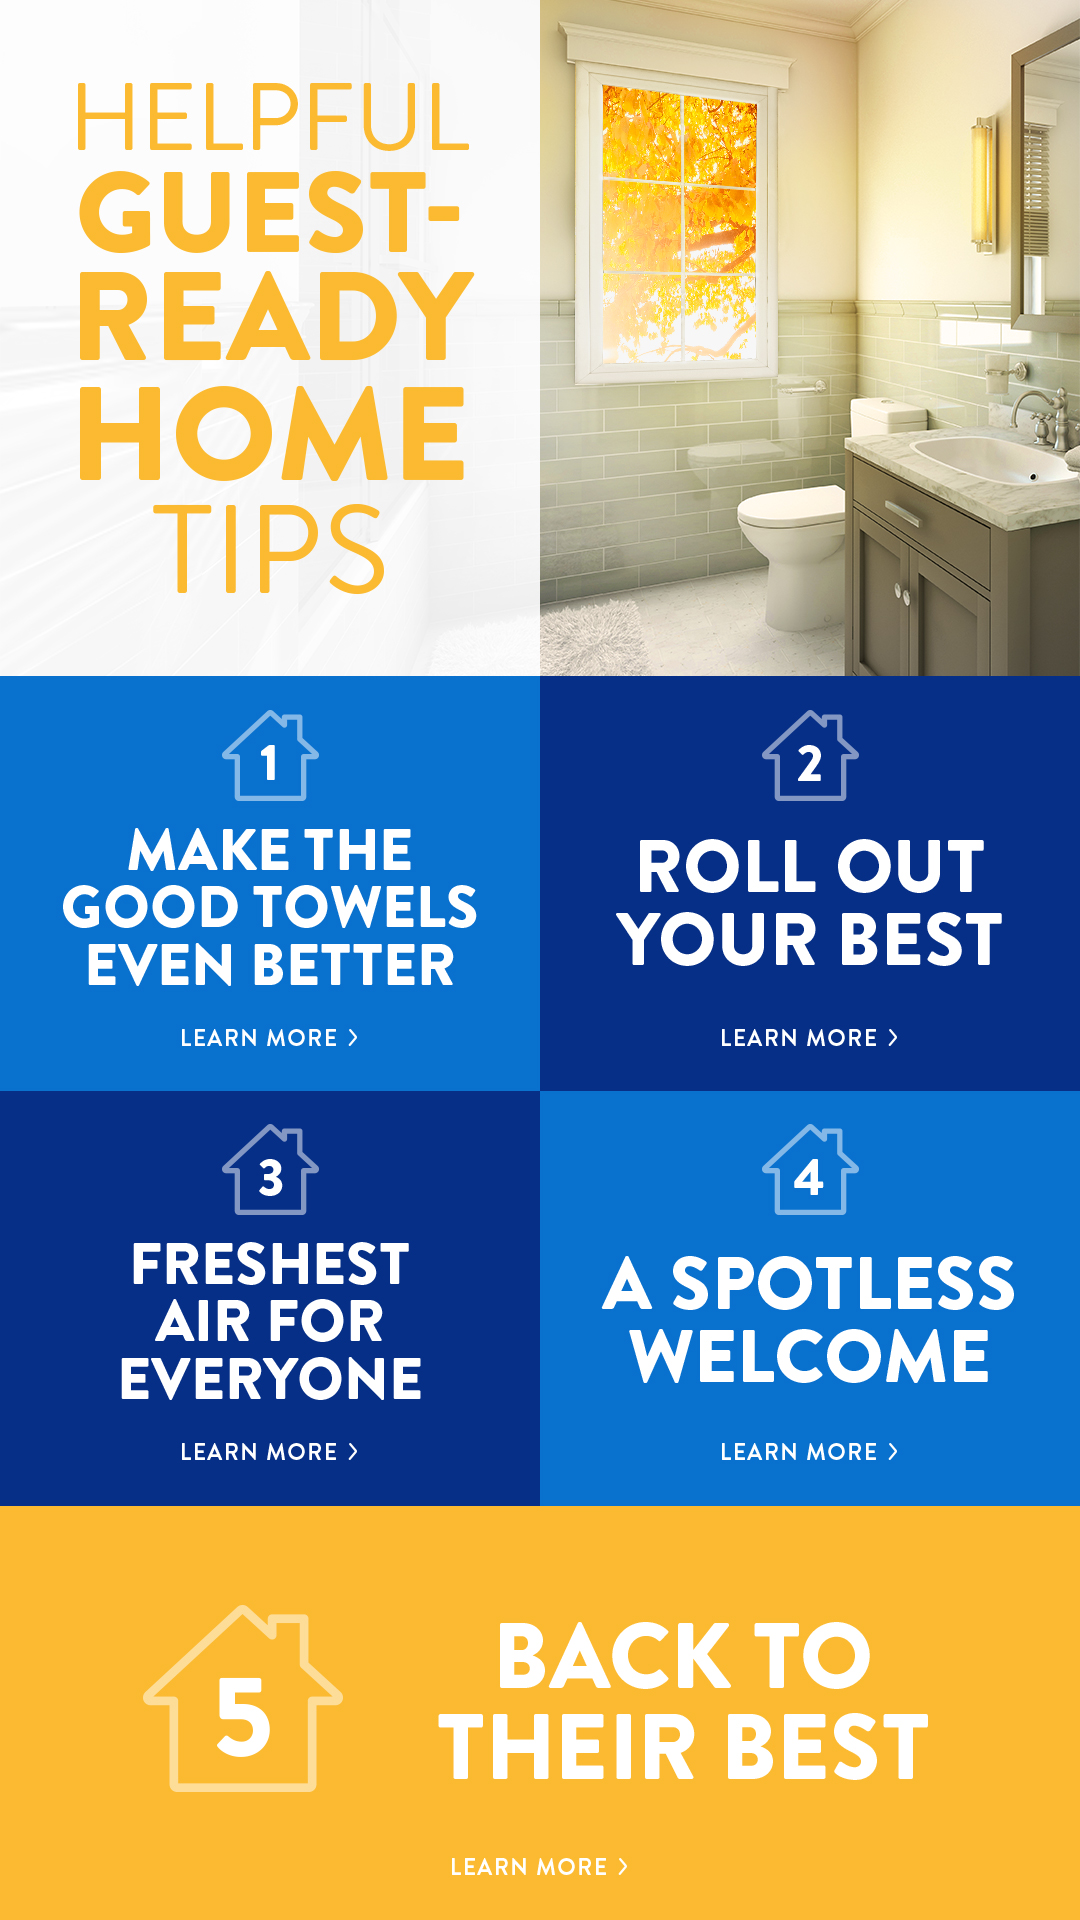 HELPFUL
GUEST-
READY
HOME
TIPS
1
MAKE THE
GOOD TOWELS
EVEN BETTER
LEARN MORE >
2
ROLL OUT
YOUR BEST
LEARN MORE >
3
FRESHEST
AIR FOR
EVERYONE
LEARN MORE >
4
A SPOTLESS
WELCOME
LEARN MORE >
5
BACK TO
THEIR BEST
LEARN MORE >